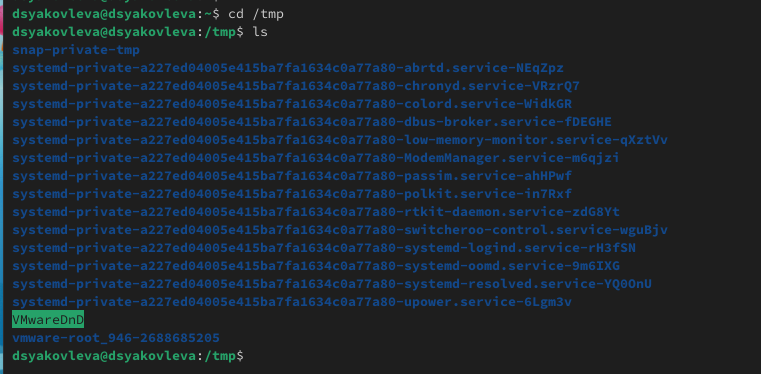 dsyakovleva@dsyakovleva:~$ cd /tmp
dsyakovleva@dsyakovleva:/tmp$ ls
snap-private-tmp
systemd-private-a227ed04005e415ba7fa1634c0a77a80-abrtd.service-NEqZpz
systemd-private-a227ed04005e415ba7fa1634c0a77a80-chronyd.service-VRzrQ7
systemd-private-a227ed04005e415ba7fa1634c0a77a80-colord.service-WidkGR
systemd-private-a227ed04005e415ba7fa1634c0a77a80-dbus-broker.service-fDEGHE
systemd-private-a227ed04005e415ba7fa1634c0a77a80-low-memory-monitor.service-qXztVv
systemd-private-a227ed04005e415ba7fa1634c0a77a80-ModemManager.service-m6qjzi
systemd-private-a227ed04005e415ba7fa1634c0a77a80-passim.service-ahHPwf
systemd-private-a227ed04005e415ba7fa1634c0a77a80-polkit.service-in7Rxf
systemd-private-a227ed04005e415ba7fa1634c0a77a80-rtkit-daemon.service-zdG8Yt
systemd-private-a227ed04005e415ba7fa1634c0a77a80-switcheroo-control.service-wguBjv
systemd-private-a227ed04005e415ba7fa1634c0a77a80-systemd-logind.service-rH3fSN
systemd-private-a227ed04005e415ba7fa1634c0a77a80-systemd-oomd.service-9m6IXG
systemd-private-a227ed04005e415ba7fa1634c0a77a80-systemd-resolved.service-YQ0OnU
systemd-private-a227ed04005e415ba7fa1634c0a77a80-upower.service-6Lgm3v
VMwareDnD
vmware-root_946-2688685205
dsyakovleva@dsyakovleva:/tmp$